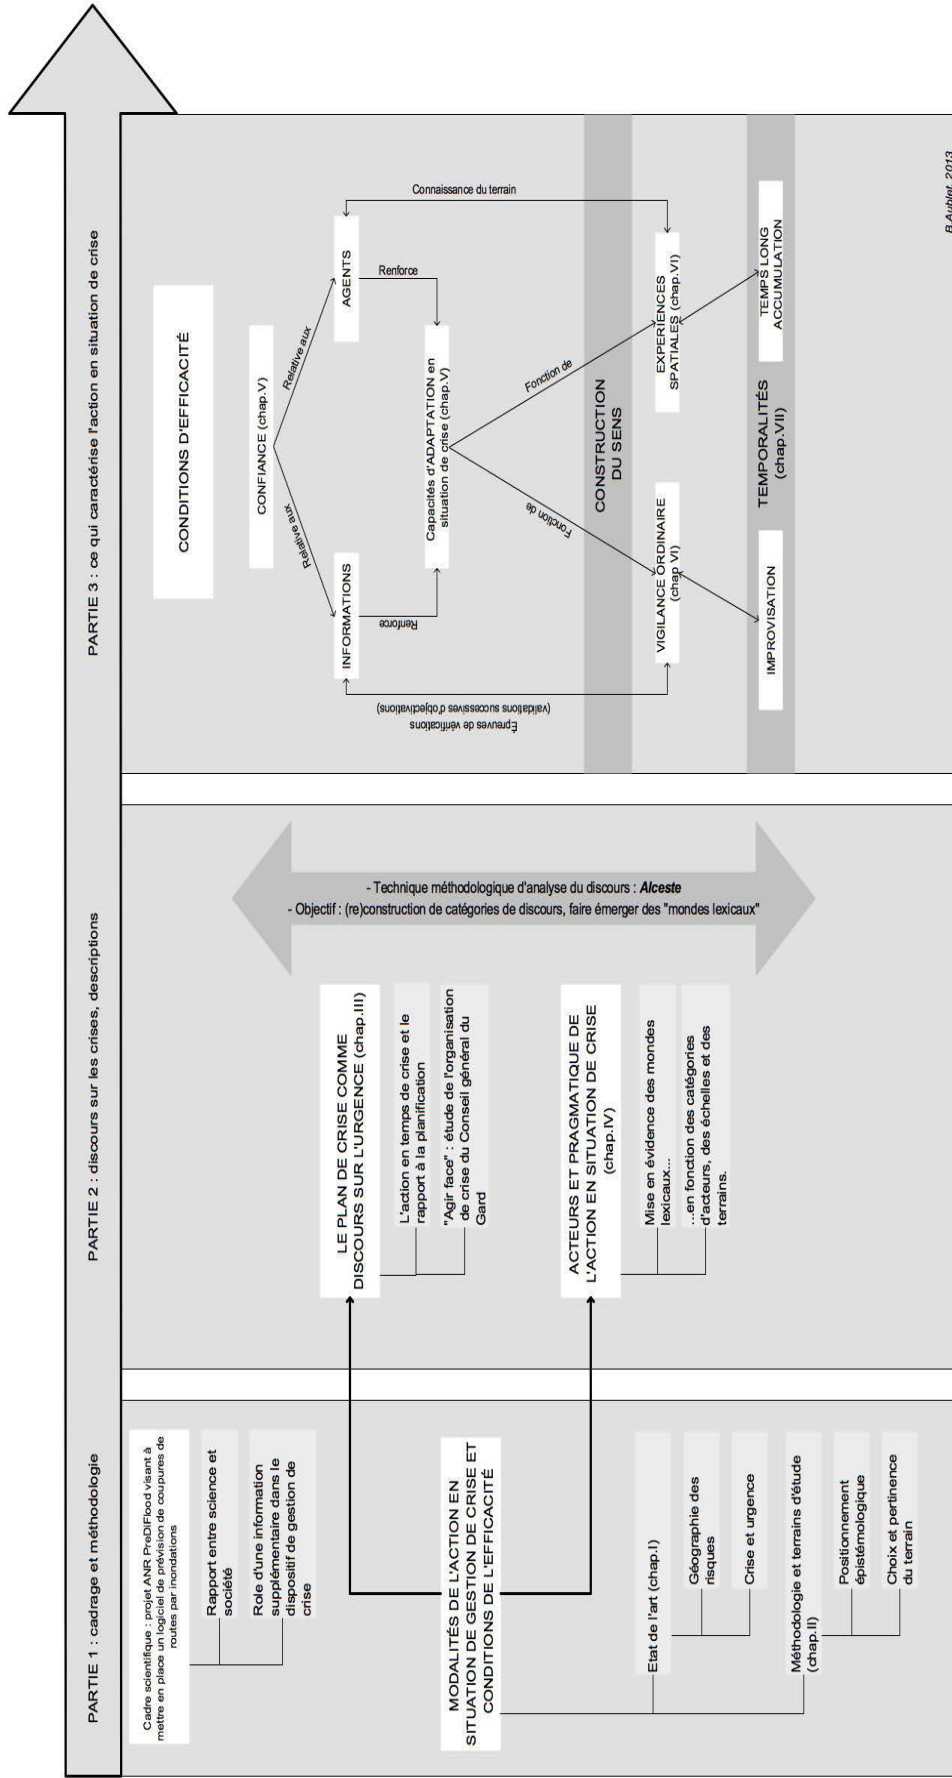 PARTIE 1 : cadrage et méthodologie
Cadre scientifique : projet ANR PreDiFlood visant à
mettre en place un logiciel de prévision de coupures de
routes par inondations
Rapport entre science et
société
Role d'une information
supplémentaire dans le
dispositif de gestion de
crise
MODALITÉS DE L'ACTION EN
SITUATION DE GESTION DE CRISE ET
CONDITIONS DE L'EFFICACITÉ
Etat de l'art (chap.I)
Géographie des
risques
Crise et urgence
Méthodologie et terrains d'étude
(chap.II)
Positionnement
épistémologique
Choix et pertinence
du terrain
PARTIE 2 : discours sur les crises, descriptions
LE PLAN DE CRISE COMME
DISCOURS SUR L'URGENCE (chap.III)
L'action en temps de crise et le
rapport à la planification
"Agir face" : étude de l'organisation
de crise du Conseil général du
Gard
ACTEURS ET PRAGMATIQUE DE
L'ACTION EN SITUATION DE CRISE
(chap.IV)
Mise en évidence des mondes
lexicaux...
...en fonction des catégories
d'acteurs, des échelles et des
terrains.
- Technique méthodologique d'analyse du discours : Alceste
- Objectif : (re)construction de catégories de discours, faire émerger des "mondes lexicaux"
PARTIE 3 : ce qui caractérise l'action en situation de crise
CONDITIONS D'EFFICACITÉ
CONFIANCE (chap.V)
Relative aux
Relative aux
INFORMATIONS
AGENTS
Renforce
Renforce
Capacités d'ADAPTATION en
situation de crise (chap.V)
Épreuves de vérifications
(validations successives d'objectivations)
Connaissance du terrain
Fonction de
Fonction de
CONSTRUCTION
DU SENS
VIGILANCE ORDINAIRE
(chap VI)
EXPERIENCES
SPATIALES (chap.VI)
IMPROVISATION
TEMPORALITÉS
(chap.VII)
TEMPS LONG
ACCUMULATION
B.Aublet, 2013